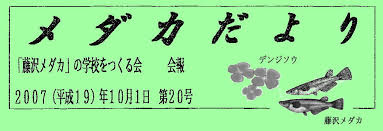 メダカだより
「藤沢メダカ」の学校をつくる会　会報
2007(平成19)年10月1日　第20号
デンジソウ
藤沢メダカ